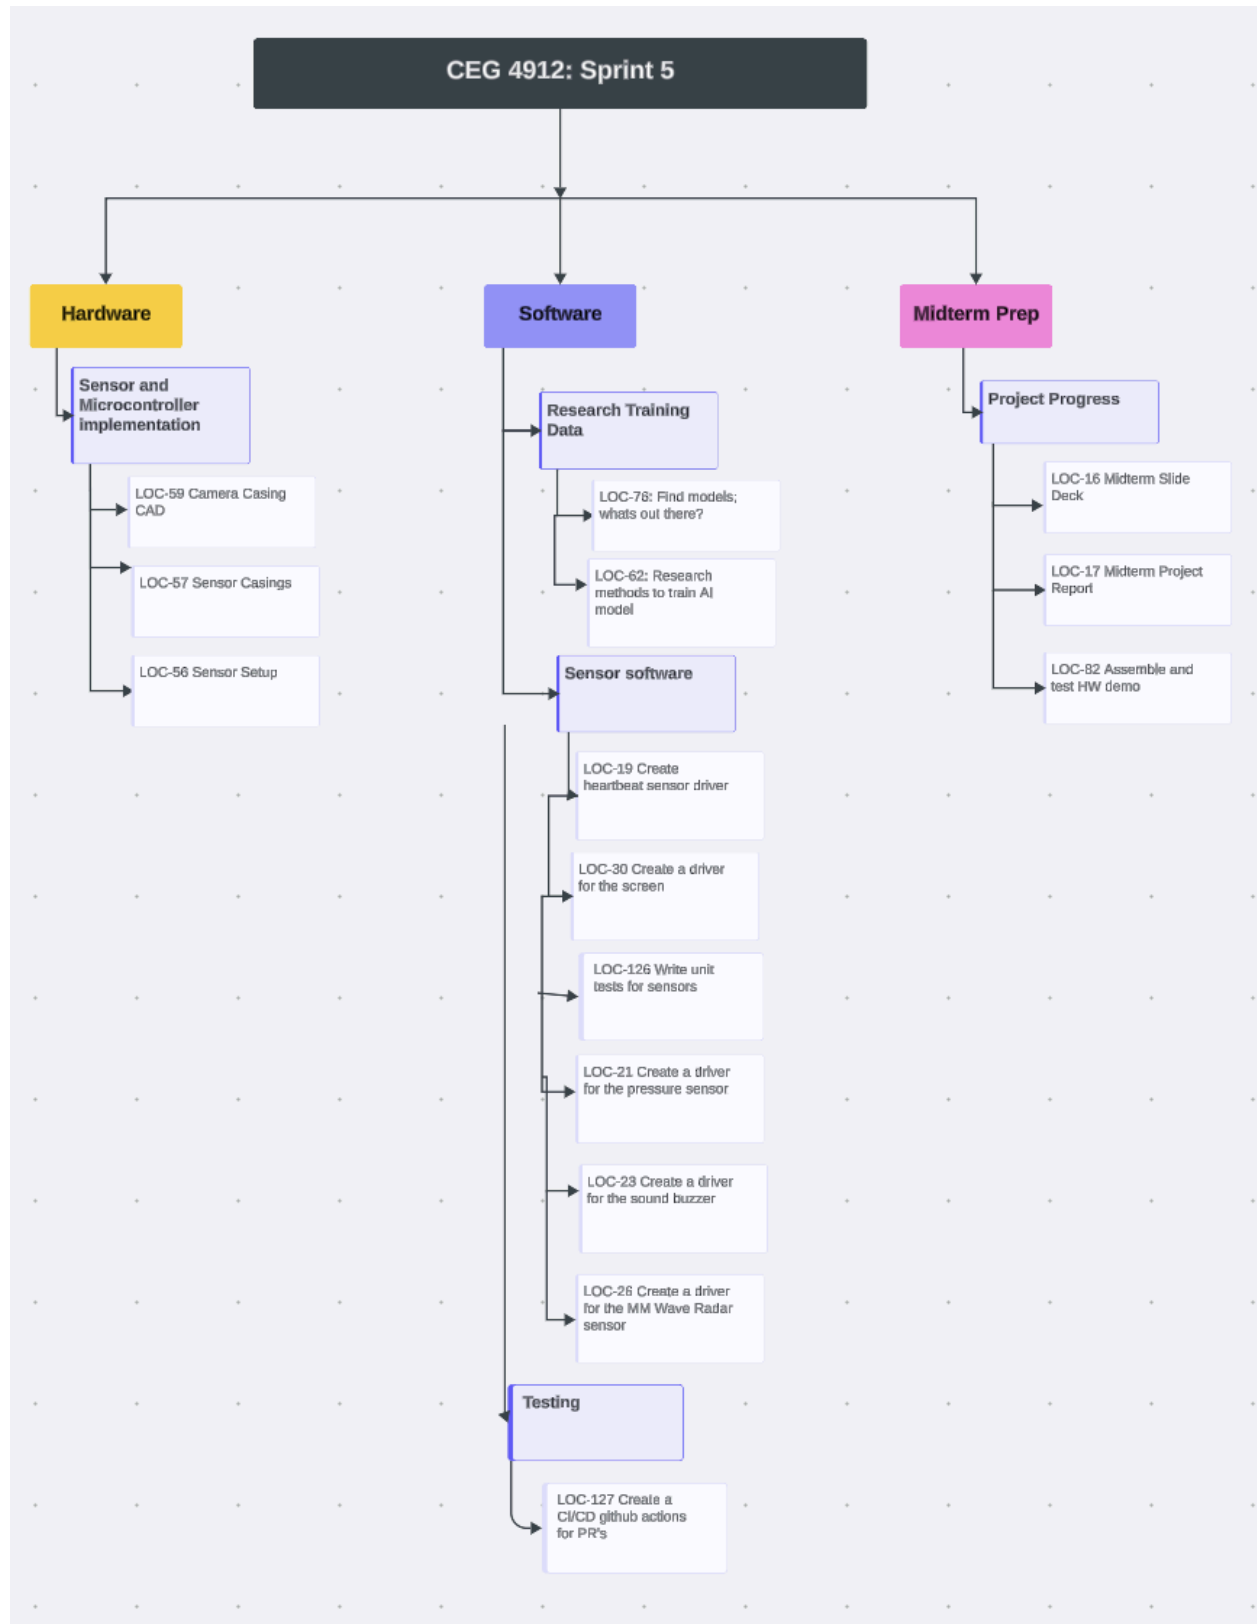 CEG 4912: Sprint 5
Hardware
Sensor and
Microcontroller
implementation
LOC-59 Camera Casing
CAD
LOC-57 Sensor Casings
LOC-56 Sensor Setup
Software
Research Training
Data
LOC-76: Find models;
whats out there?
LOC-62: Research
methods to train AI
model
Sensor software
LOC-19 Create
heartbeat sensor driver
LOC-30 Create a driver
for the screen
LOC-126 Write unit
tests for sensors
LOC-21 Create a driver
for the pressure sensor
LOC-23 Create a driver
for the sound buzzer
LOC-26 Create a driver
for the MM Wave Radar
sensor
Testing
LOC-127 Create a
CI/CD github actions
for PR's
Midterm Prep
Project Progress
LOC-16 Midterm Slide
Deck
LOC-17 Midterm Project
Report
LOC-82 Assemble and
test HW demo